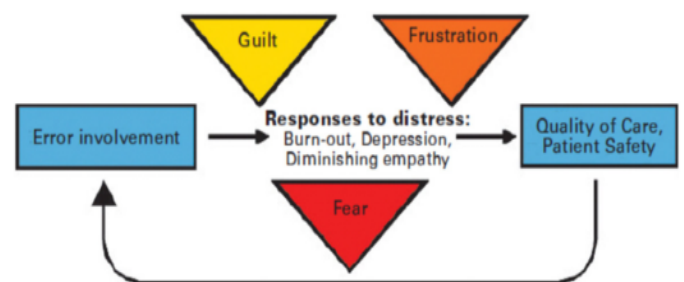 Guilt
Frustration
Error involvement
Responses to distress:
Burn-out, Depression,
Diminishing empathy
Quality of Care,
Patient Safety
Fear